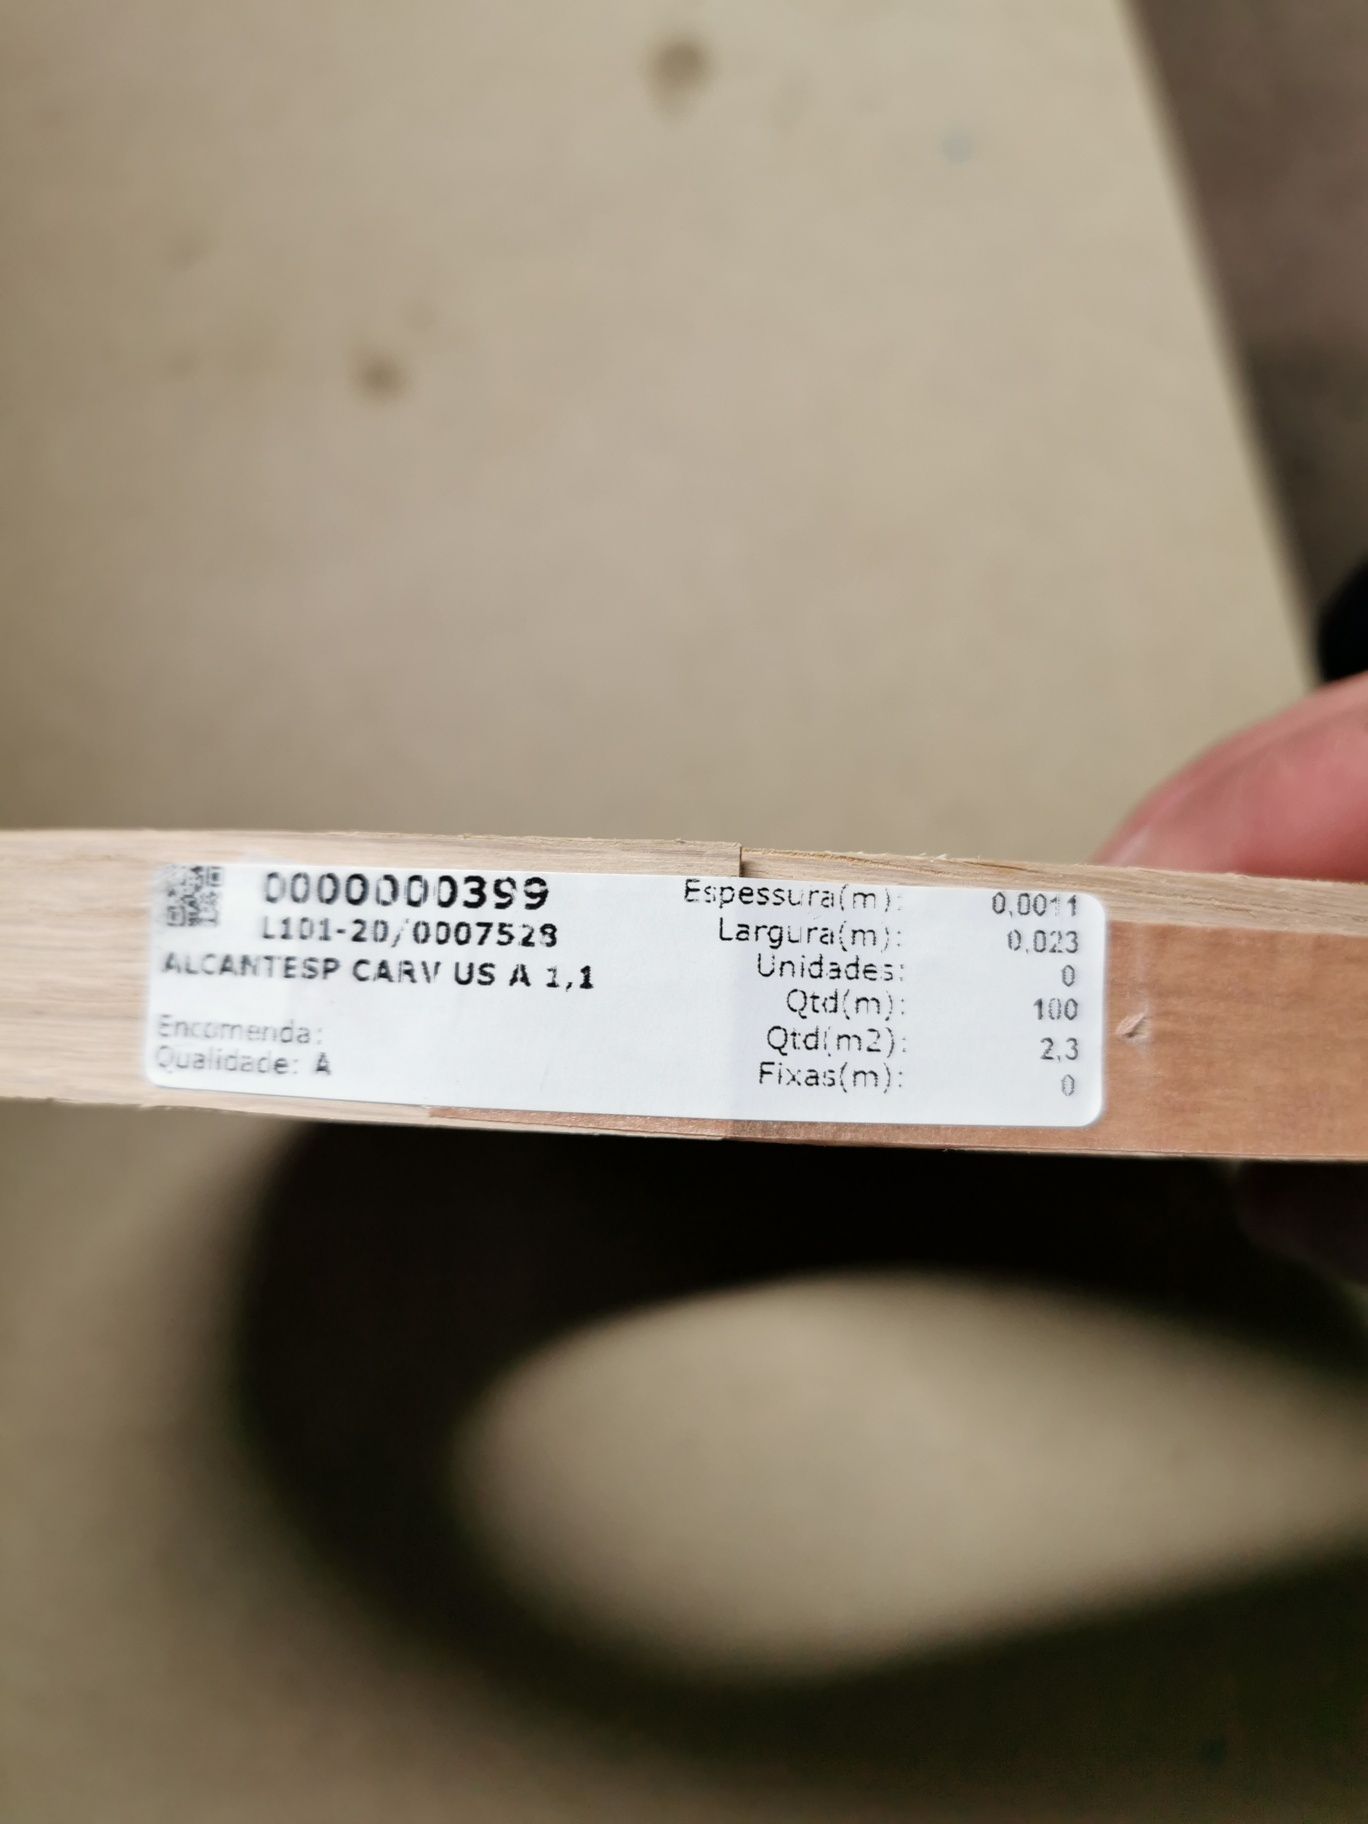 0000000399
L101-20/0007528
ALCANTESP CARV US A 1,1
Encomenda:
Qualidade: A
Espessura(m): 0,0011
Largura(m): 0,023
Unidades: 0
Qtd(m): 100
Qtd(m2): 2,3
Fixas(m): 0